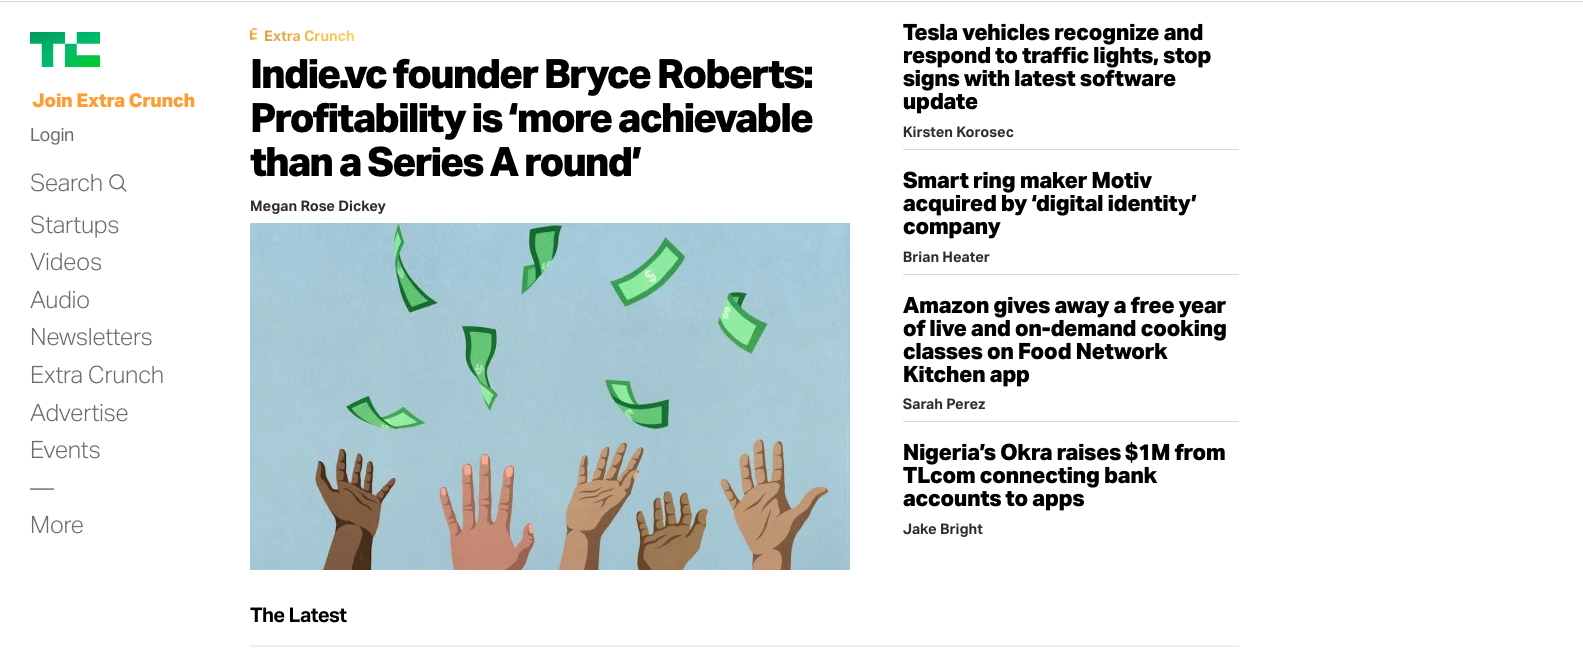 TC
Join Extra Crunch
Login
Search
Startups
Videos
Audio
Newsletters
Extra Crunch
Advertise
Events
—
More
E Extra Crunch
Indie.vc founder Bryce Roberts:
Profitability is ‘more achievable
than a Series A round’
Megan Rose Dickey
$
$
$
$
$
The Latest
Tesla vehicles recognize and
respond to traffic lights, stop
signs with latest software
update
Kirsten Korosec
Smart ring maker Motiv
acquired by ‘digital identity’
company
Brian Heater
Amazon gives away a free year
of live and on-demand cooking
classes on Food Network
Kitchen app
Sarah Perez
Nigeria’s Okra raises $1M from
TLcom connecting bank
accounts to apps
Jake Bright